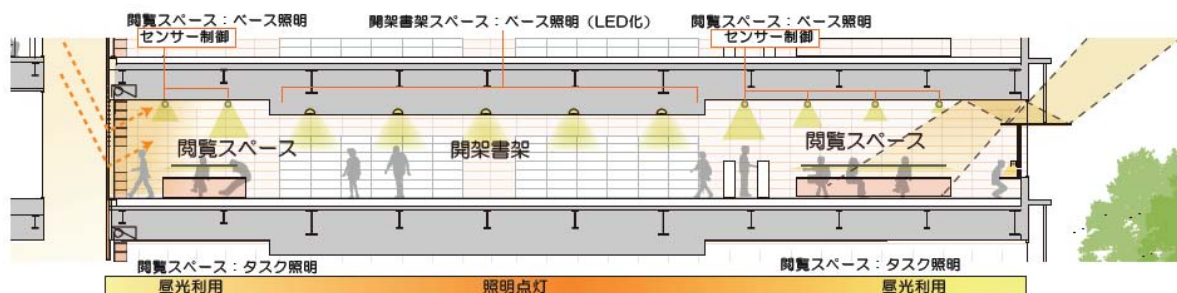 閲覧スペース：ベース照明
センサー制御
開架書架スペース：ベース照明（LED化）
閲覧スペース：ベース照明
センサー制御
閲覧スペース
開架書架
閲覧スペース
閲覧スペース：タスク照明
閲覧スペース：タスク照明
昼光利用
照明点灯
昼光利用